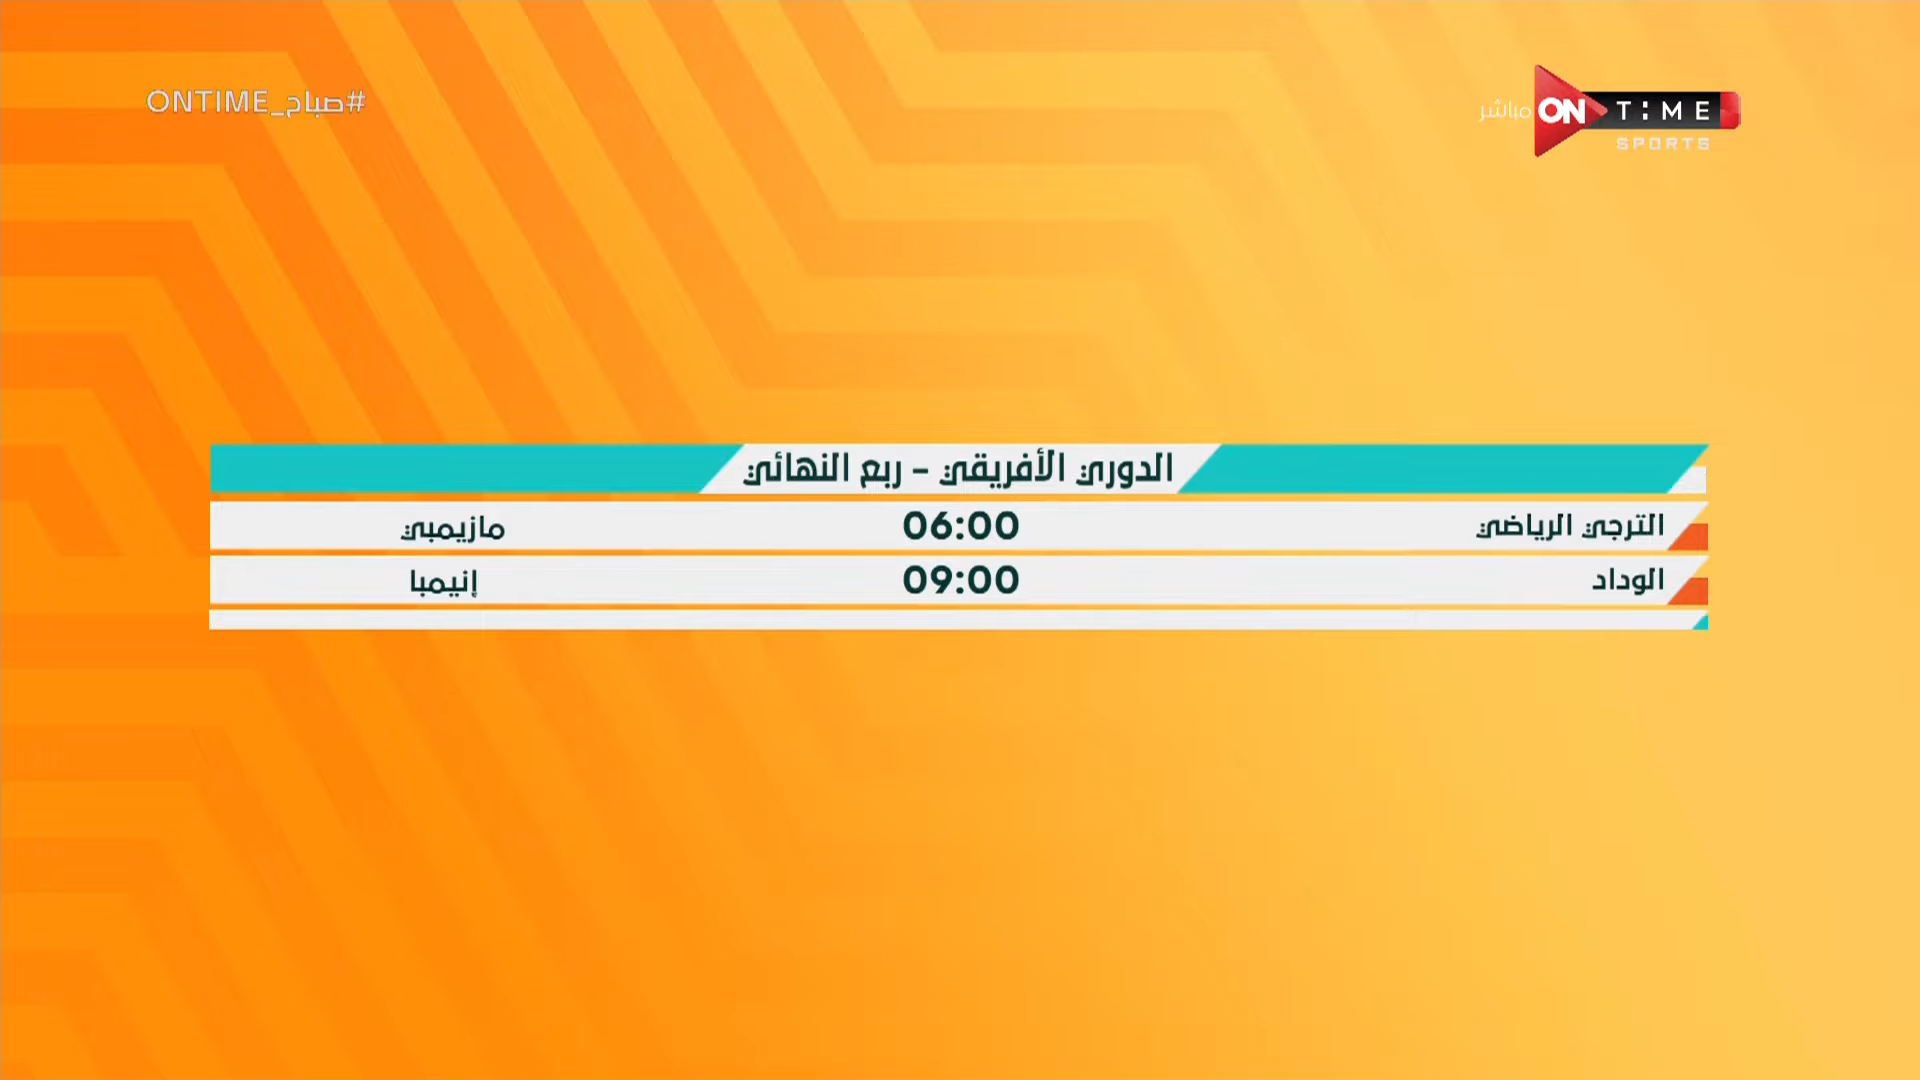 #صباح_ONTIME
مباشر ON TIME
SPORTS
الدوري الأفريقي - ربع النهائي
الترجي الرياضي 06:00 مازيمبي
الوداد 09:00 إنيمبا